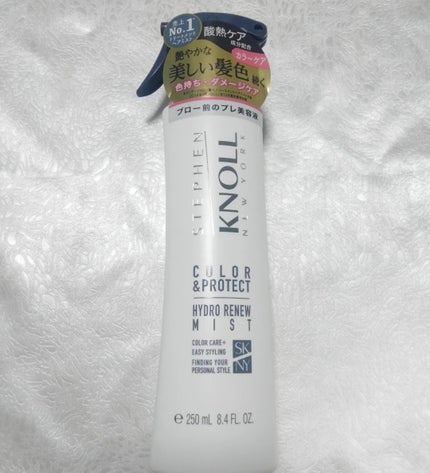 売上
No.1
酸熱ケア
成分配合
艶やかな
カラーケア
美しい髪色 続く
色持ち・ダメージケア
ブロー前のプレ美容液
STEPHEN
KNOLL
NEW YORK
COLOR
&PROTECT
HYDRO RENEW
MIST
COLOR CARE+
EASY STYLING
FINDING YOUR
PERSONAL STYLE
SK
NY
e 250 mL 8.4 FL. OZ.